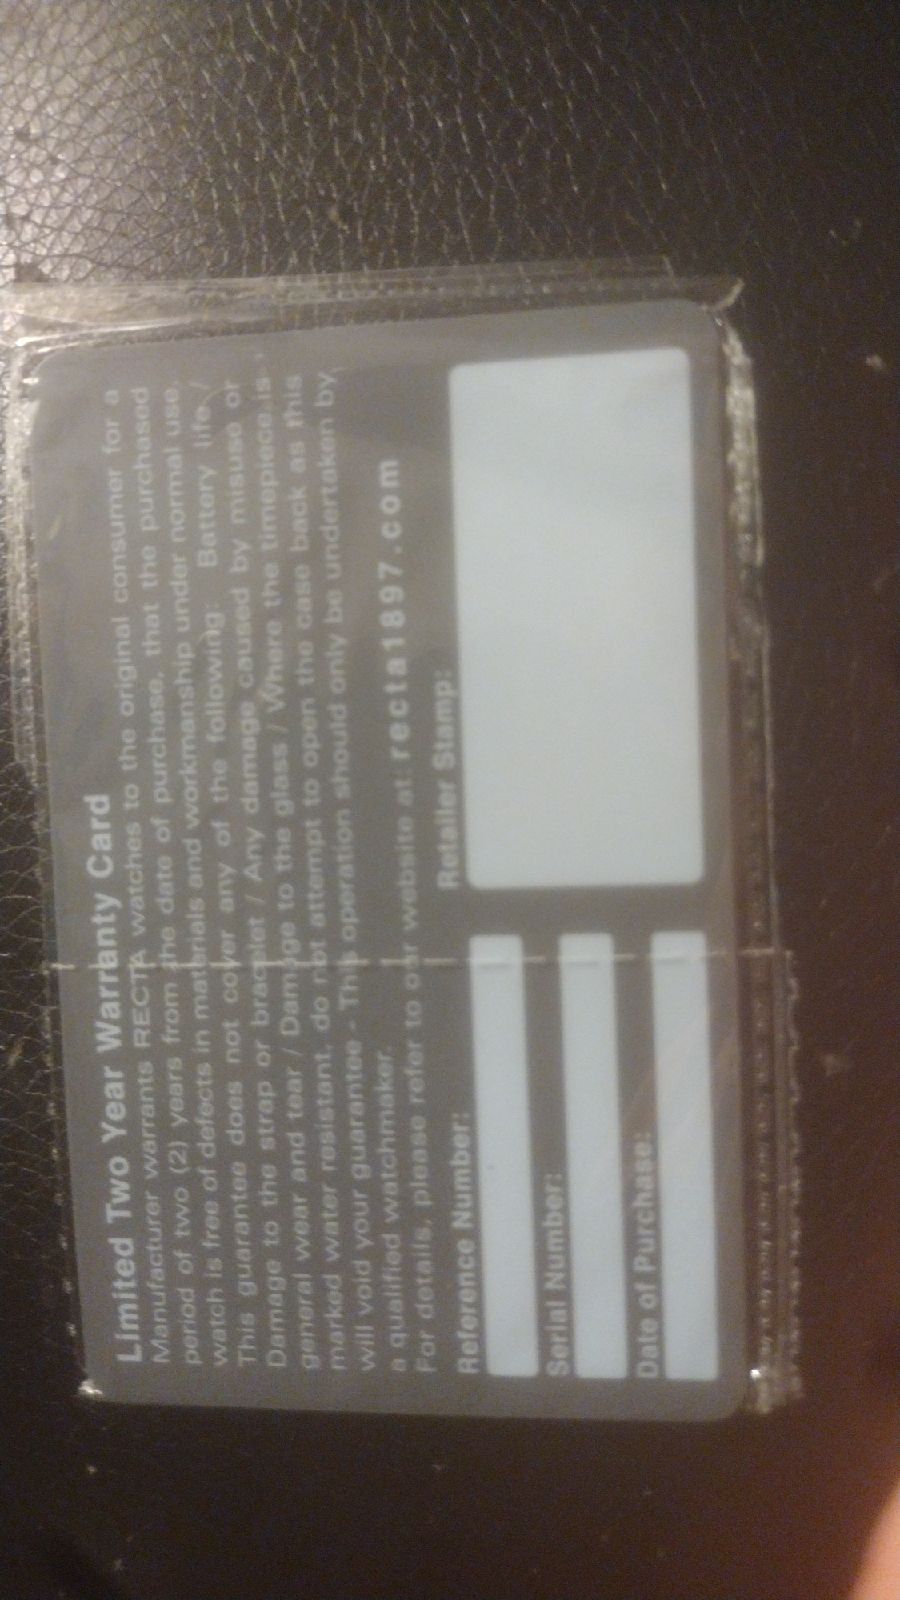 Limited Two Year Warranty Card
Manufacturer warrants RECTA watches to the original consumer for a
period of two (2) years from the date of purchase, that the purchased
watch is free of defects in materials and workmanship under normal use.
This guarantee does not cover any of the following: Battery life /
Damage to the strap or bracelet / Any damage caused by misuse or
general wear and tear / Damage to the glass / Where the timepiece is
marked water resistant, do not attempt to open the case back as this
will void your guarantee - This operation should only be undertaken by
a qualified watchmaker.
For details, please refer to our website at recta1897.com
Reference Number:
Retailer Stamp:
Serial Number:
Date of Purchase: